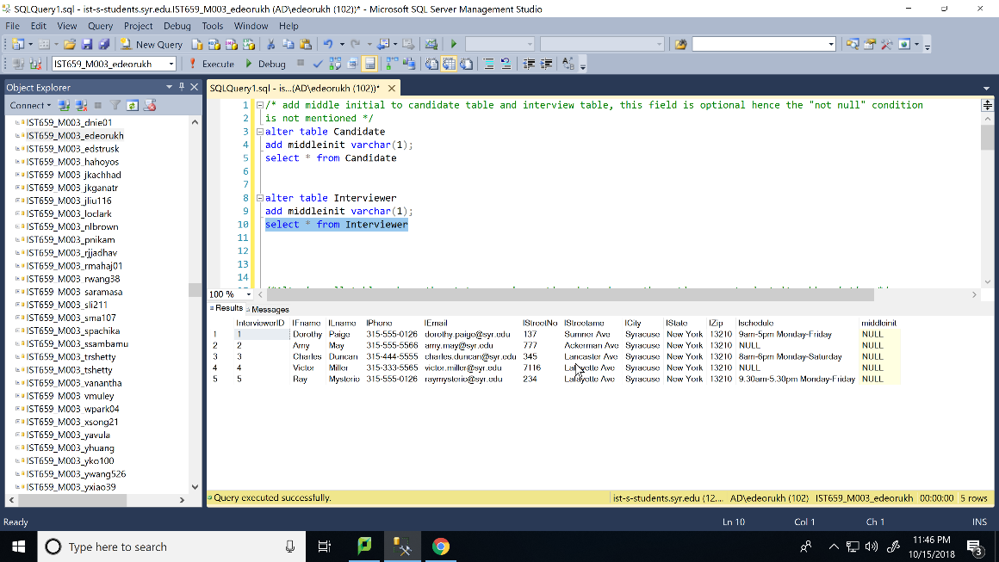 SQLQuery1.sql - ist-s-students.syr.edu.IST659_M003_edeorukh (AD\edeorukh (102))* - Microsoft SQL Server Management Studio
File Edit View Query Project Debug Tools Window Help
New Query
IST659_M003_edeorukh Execute Debug
Object Explorer
SQLQuery1.sql - is...(AD\edeorukh (102))*
Connect
IST659_M003_dnie01
IST659_M003_edeorukh
IST659_M003_edstrusk
IST659_M003_hahoyos
IST659_M003_jkachhad
IST659_M003_jkganatr
IST659_M003_jliu116
IST659_M003_loclark
IST659_M003_nlbrown
IST659_M003_pnikam
IST659_M003_rjjadhav
IST659_M003_rmahaj01
IST659_M003_rwang38
IST659_M003_saramasa
IST659_M003_sli211
IST659_M003_sma107
IST659_M003_spachika
IST659_M003_ssambamu
IST659_M003_trshetty
IST659_M003_tshetty
IST659_M003_vanantha
IST659_M003_vmuley
IST659_M003_wpark04
IST659_M003_xsong21
IST659_M003_yavula
IST659_M003_yhuang
IST659_M003_yko100
IST659_M003_ywang526
IST659_M003_yxiao39
1 /* add middle initial to candidate table and interview table, this field is optional hence the "not null" condition
2 is not mentioned */
3 alter table Candidate
4 add middleinit varchar(1);
5 select * from Candidate
6
7
8 alter table Interviewer
9 add middleinit varchar(1);
10 select * from Interviewer
11
12
13
14
100 %
Results Messages
InterviewerID IFname ILname IPhone IEmail IStreetNo IStreetame ICity IState IZip Ischedule middleinit
1 1 Dorothy Paige 315-555-0126 dorothy.paige@syr.edu 137 Sumner Ave Syracuse New York 13210 9am-5pm Monday-Friday NULL
2 2 Amy May 315-555-5566 amy.may@syr.edu 777 Ackerman Ave Syracuse New York 13210 NULL NULL
3 3 Charles Duncan 315-444-5555 charles.duncan@syr.edu 345 Lancaster Ave Syracuse New York 13210 8am-6pm Monday-Saturday NULL
4 4 Victor Miller 315-333-5565 victor.miller@syr.edu 7116 Lafayette Ave Syracuse New York 13210 NULL NULL
5 5 Ray Mysterio 315-555-0126 raymysterio@syr.edu 234 Lafayette Ave Syracuse New York 13210 9.30am-5.30pm Monday-Friday NULL
Query executed successfully. ist-s-students.syr.edu (12.... AD\edeorukh (102) IST659_M003_edeorukh 00:00:00 5 rows
Ready Ln 10 Col 1 Ch 1 INS
Type here to search
11:46 PM
10/15/2018
3